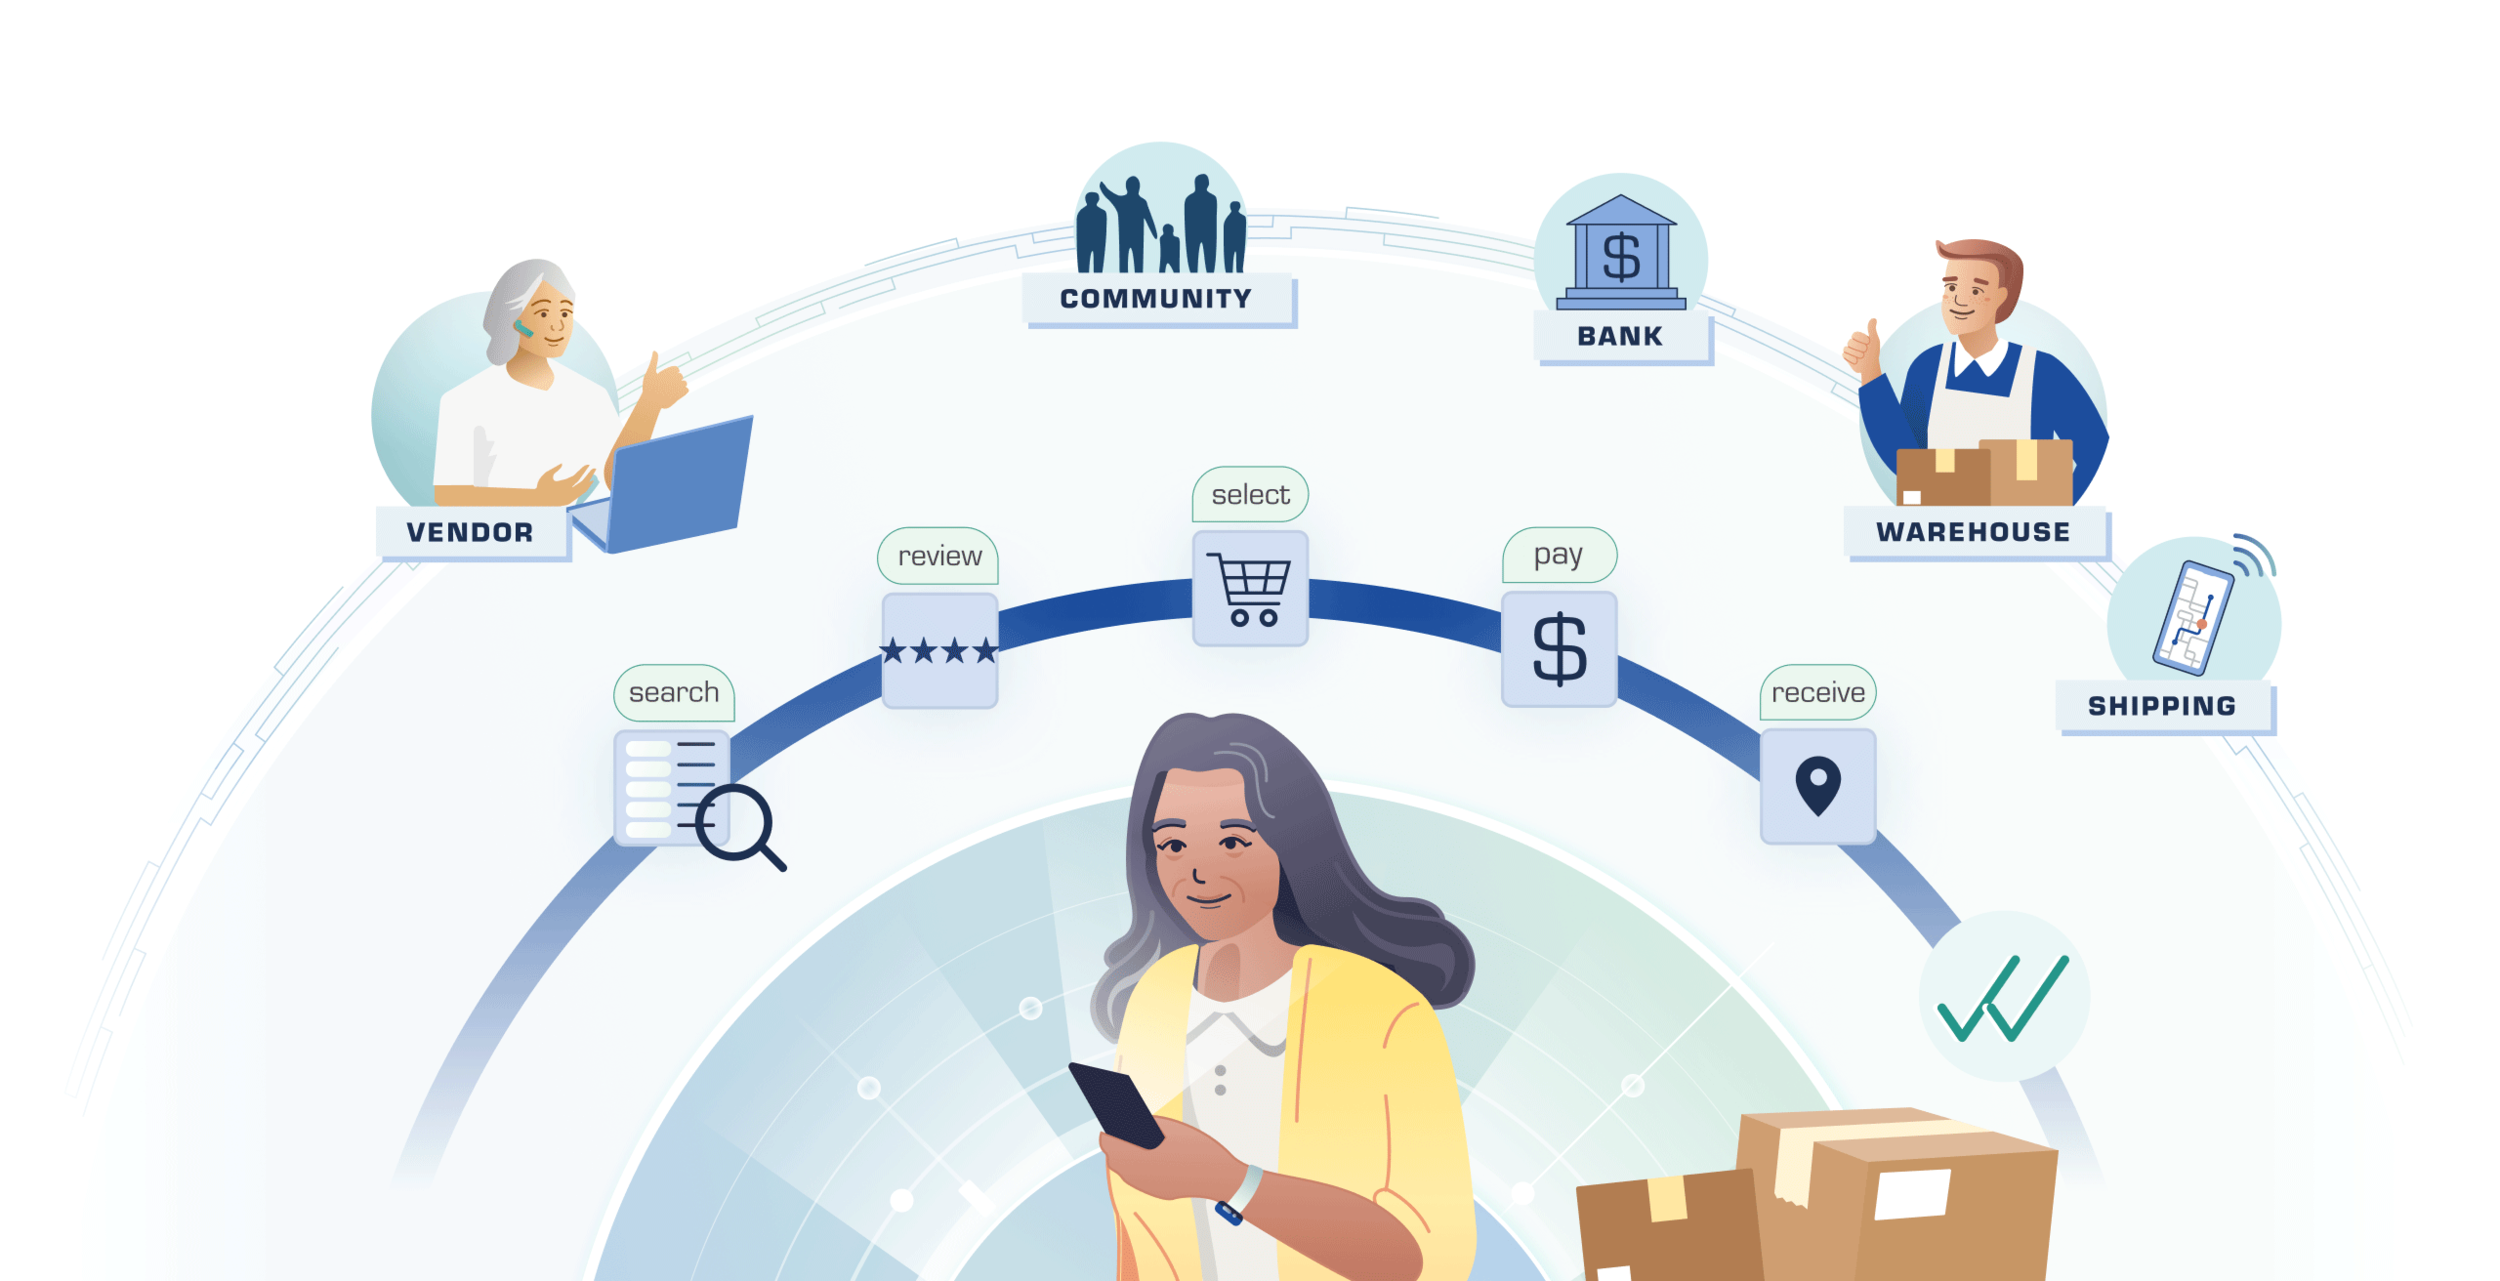 COMMUNITY
BANK
VENDOR
WAREHOUSE
select
review
pay
search
receive
SHIPPING
$
$